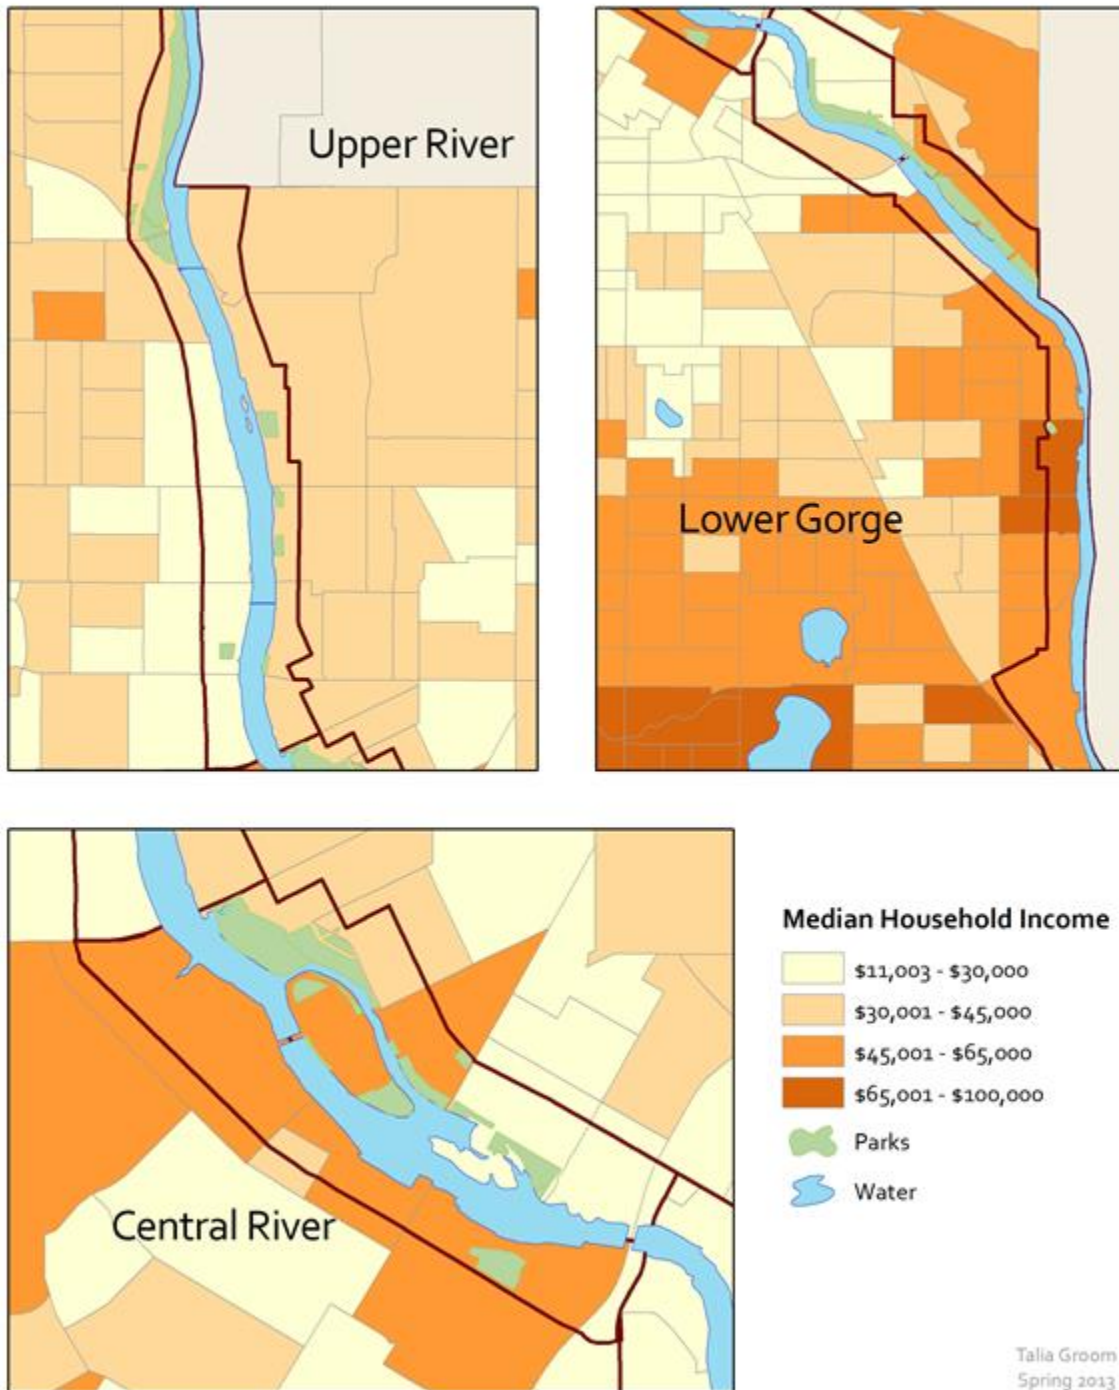 Upper River
Lower Gorge
Central River
Median Household Income
$11,003 - $30,000
$30,001 - $45,000
$45,001 - $65,000
$65,001 - $100,000
Parks
Water
Talia Groom
Spring 2013